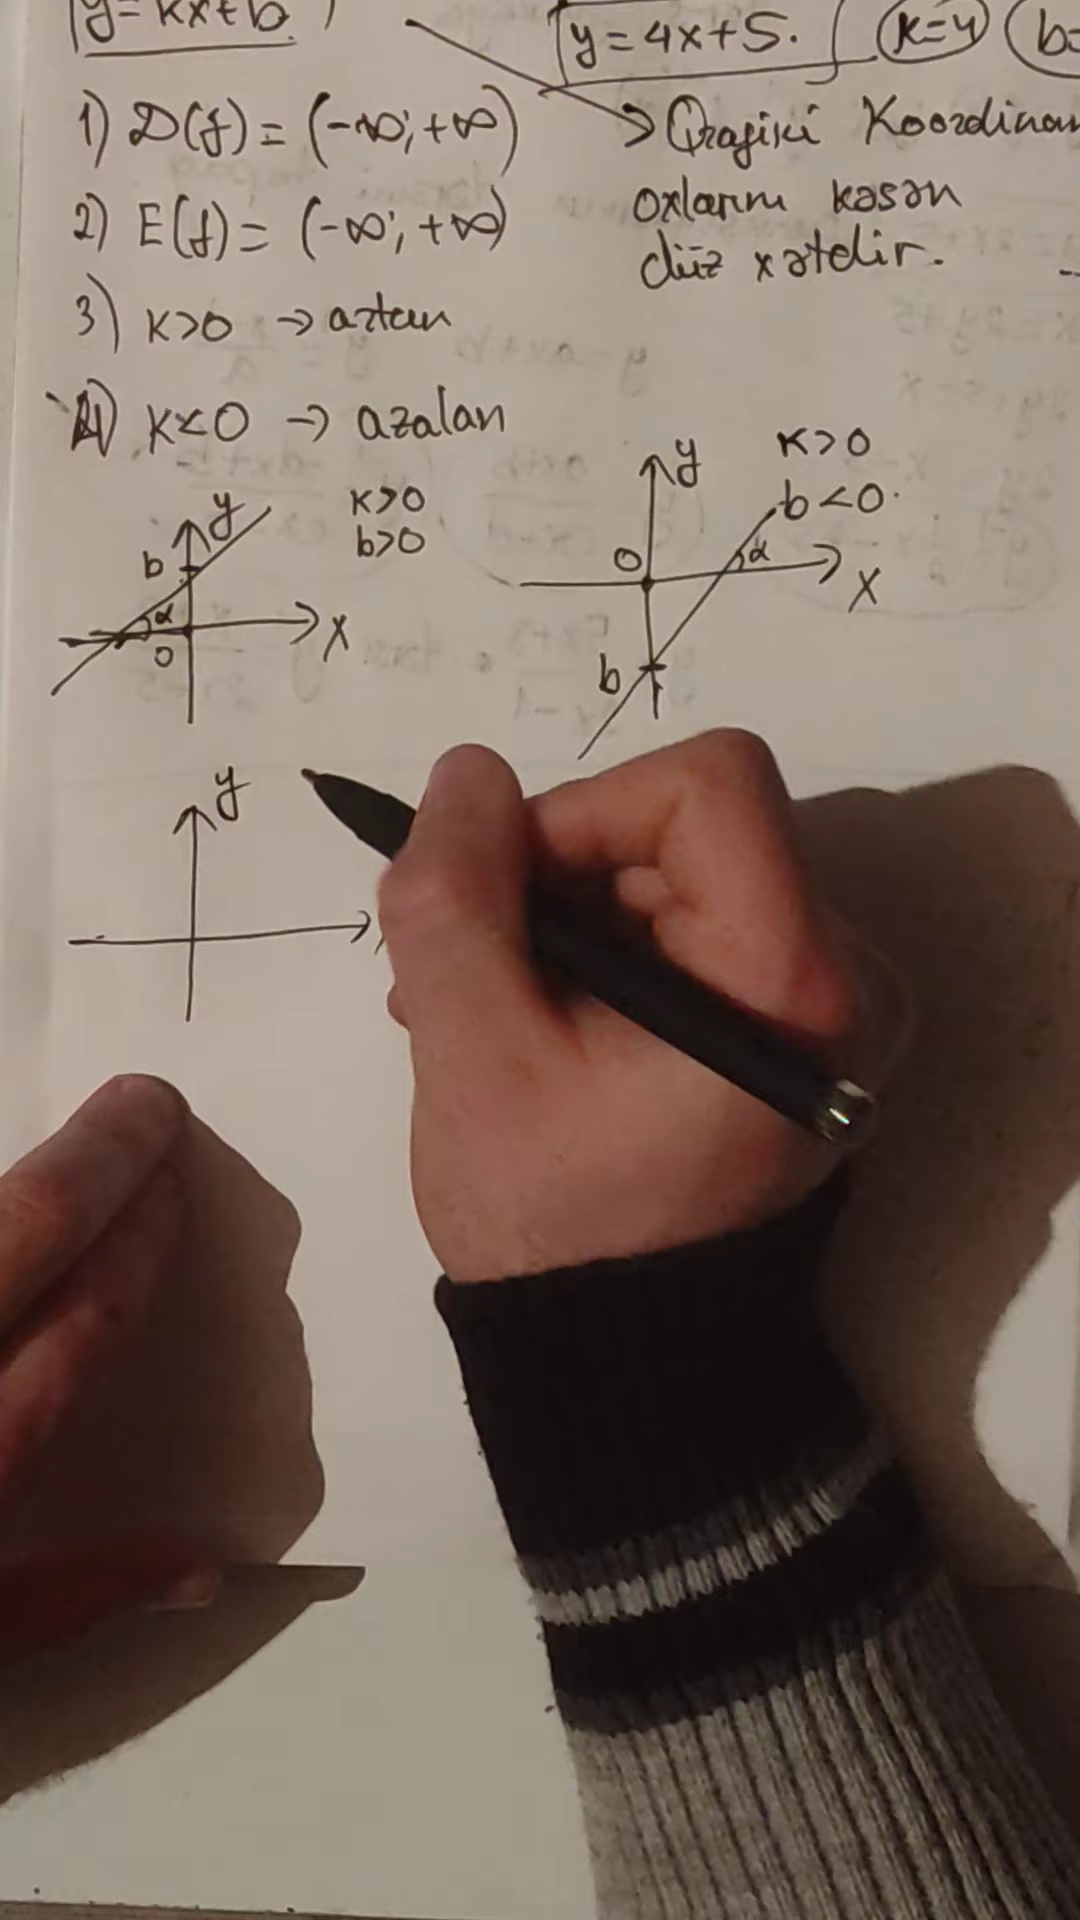 y = kx+b
y = 4x+5. k=4 b=
1) D(f) = (-∞; +∞)
2) E(f) = (-∞; +∞)
3) k>0 → artan
4) k<0 → azalan
→ Qrafiki
oxlarını kəsən
düz xətdir.
k>0
b>0
y
b
α
0
x
k>0
b<0.
y
0
α
x
b
y